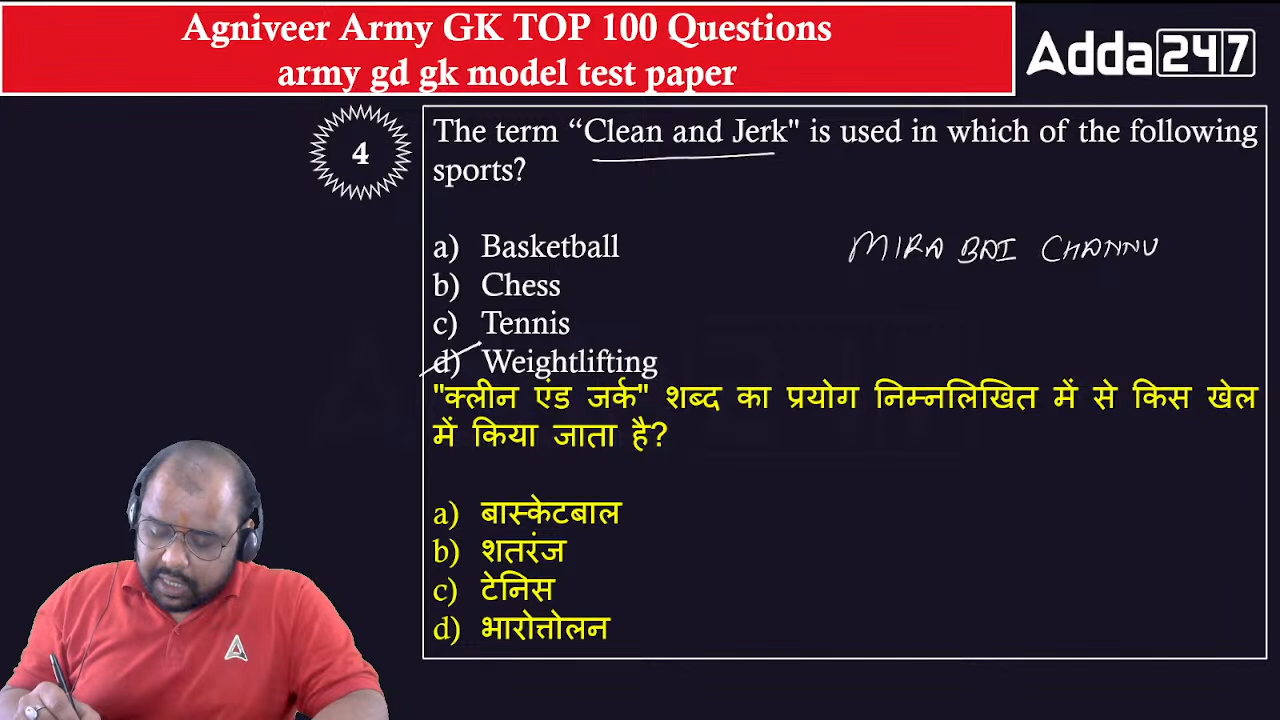 Agniveer Army GK TOP 100 Questions
army gd gk model test paper
Adda247
4
The term “Clean and Jerk" is used in which of the following
sports?
a) Basketball
MIRA BAI CHANNU
b) Chess
c) Tennis
d) Weightlifting
"क्लीन एंड जर्क" शब्द का प्रयोग निम्नलिखित में से किस खेल
में किया जाता है?
a) बास्केटबाल
b) शतरंज
c) टेनिस
d) भारोत्तोलन